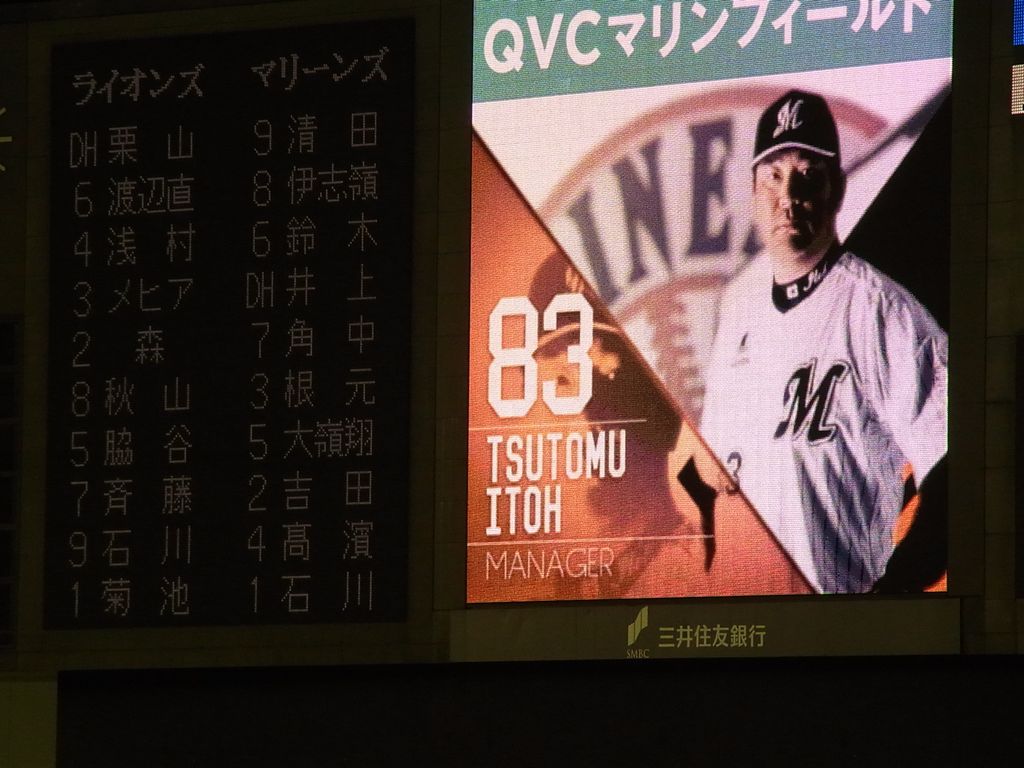 ライオンズ マリーンズ
DH 栗山 9 清田
6 渡辺直 8 伊志嶺
4 浅村 6 鈴木
3 メヒア DH 井上
2 森 7 角中
8 秋山 3 根元
5 脇谷 5 大嶺翔
7 斉藤 2 吉田
9 石川 4 高濱
1 菊池 1 石川
QVCマリンフィールド
INE
M
M
83
TSUTOMU
ITOH
MANAGER
SMBC 三井住友銀行